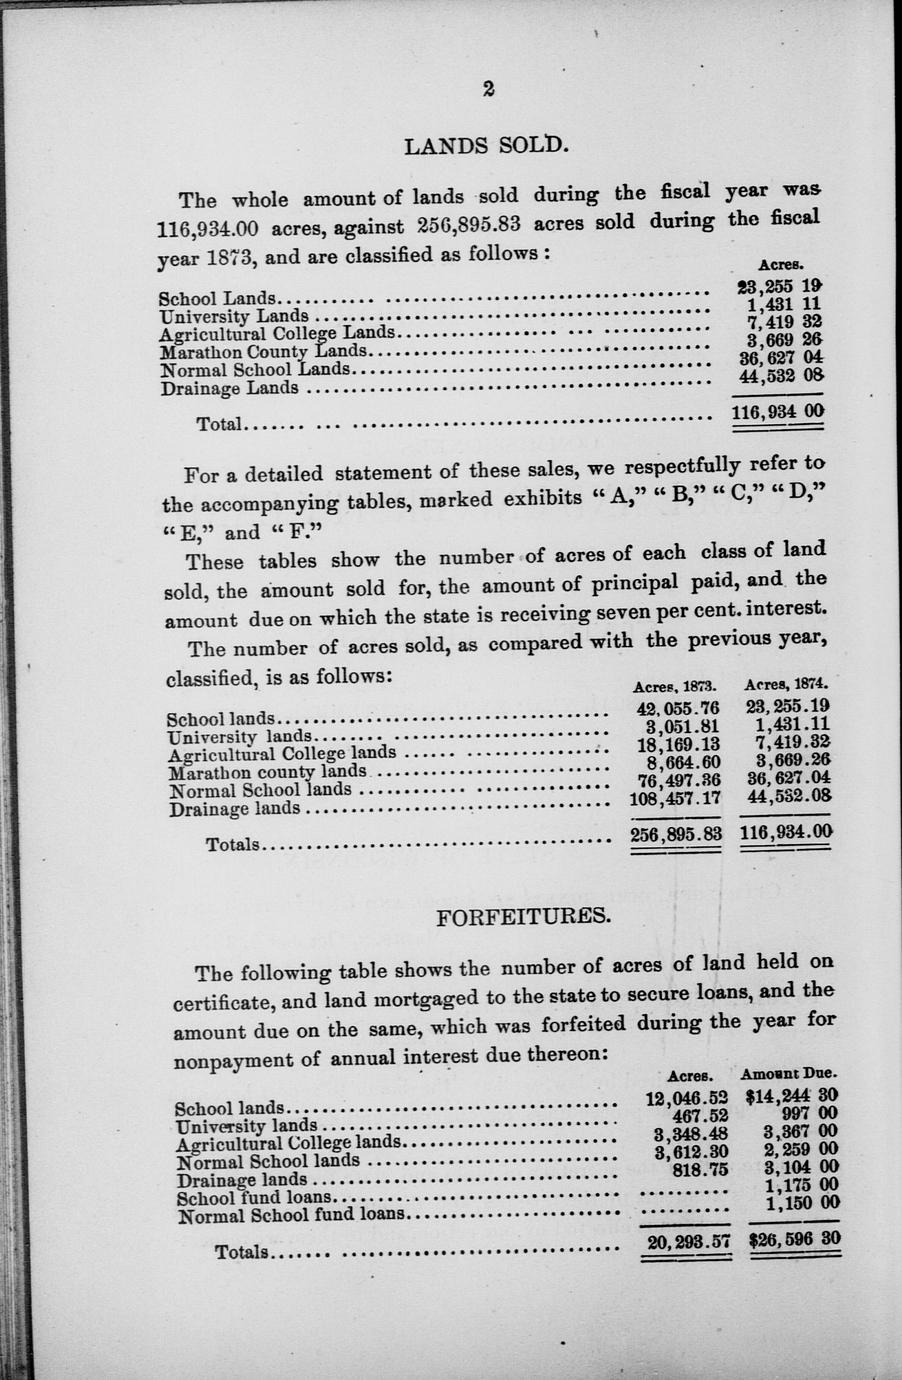 2
LANDS SOLD.
The whole amount of lands sold during the fiscal year was
116,934.00 acres, against 256,895.83 acres sold during the fiscal
year 1873, and are classified as follows :
Acres.
School Lands........... .................................... 23,255 19
University Lands ............................................ 1,431 11
Agricultural College Lands.................. ... ............ 7,419 32
Marathon County Lands...................................... 3,669 26
Normal School Lands........................................ 36,627 04
Drainage Lands ............................................. 44,532 08
Total....... ... ........................................ 116,934 00
For a detailed statement of these sales, we respectfully refer to
the accompanying tables, marked exhibits “ A,” “ B,” “ C,” “ D,”
“ E,” and “ F.”
These tables show the number of acres of each class of land
sold, the amount sold for, the amount of principal paid, and the
amount due on which the state is receiving seven per cent. interest.
The number of acres sold, as compared with the previous year,
classified, is as follows:
Acres, 1873. Acres, 1874.
School lands..................................... 42,055.76 23,255.19
University lands........ ........................ 3,051.81 1,431.11
Agricultural College lands ...... ................ 18,169.13 7,419.32
Marathon county lands........................... 8,664.60 3,669.26
Normal School lands ............ ............... 76,497.36 36,627.04
Drainage lands .................................. 108,457.17 44,532.08
Totals....................................... 256,895.83 116,934.00
FORFEITURES.
The following table shows the number of acres of land held on
certificate, and land mortgaged to the state to secure loans, and the
amount due on the same, which was forfeited during the year for
nonpayment of annual interest due thereon:
Acres. Amount Due.
School lands..................................... 12,046.52 $14,244 30
University lands ................................. 467.52 997 00
Agricultural College lands........................ 3,348.48 3,367 00
Normal School lands ............................ 3,612.30 2,259 00
Drainage lands .................................. 818.75 3,104 00
School fund loans................................ .......... 1,175 00
Normal School fund loans........................ .......... 1,150 00
Totals....... ............................... 20,293.57 $26,596 30